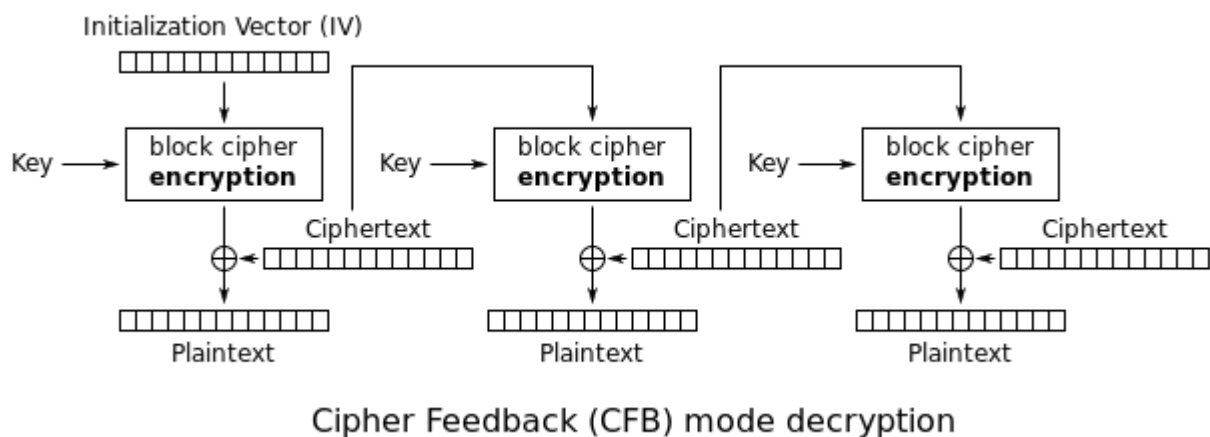 Initialization Vector (IV)
Key
block cipher
encryption
Key
block cipher
encryption
Key
block cipher
encryption
Ciphertext
Ciphertext
Ciphertext
Plaintext
Plaintext
Plaintext
Cipher Feedback (CFB) mode decryption